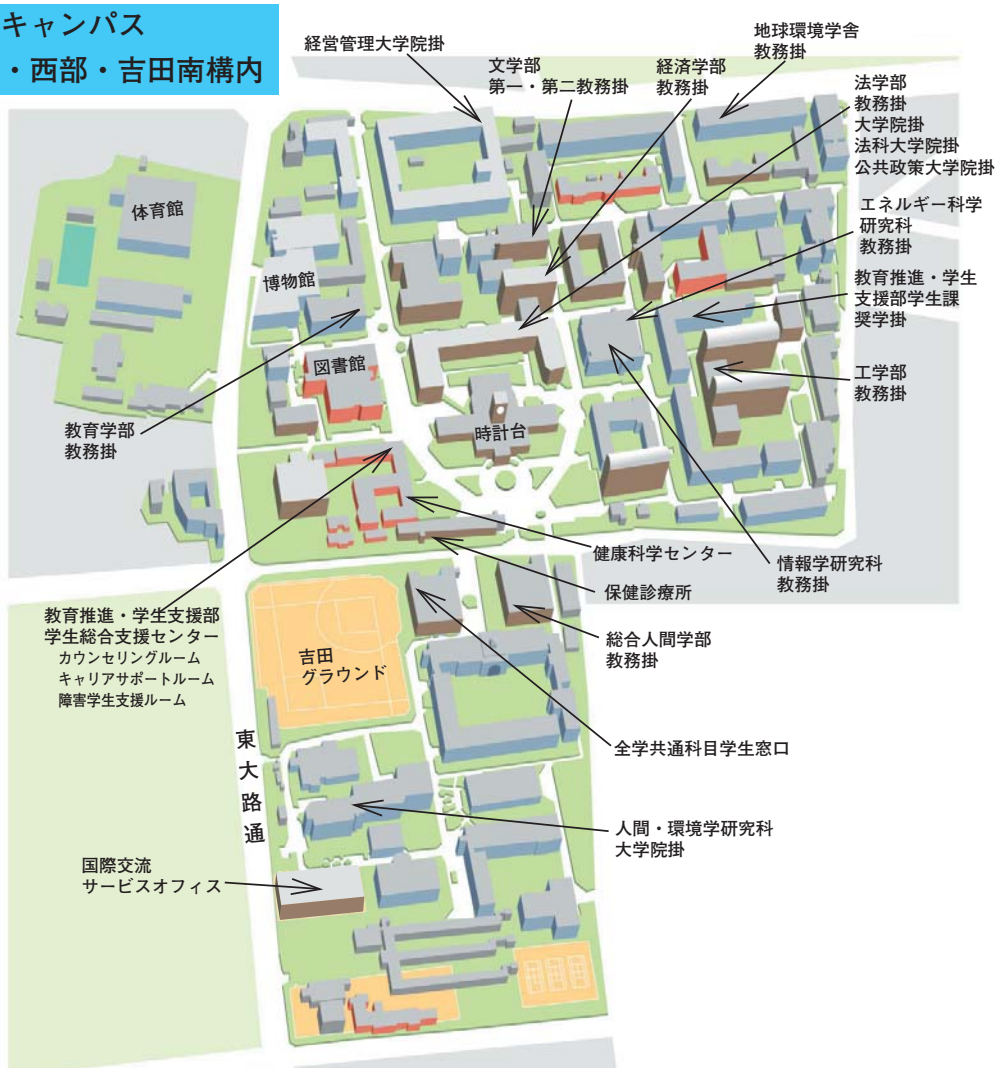 キャンパス
・西部・吉田南構内
経営管理大学院掛
文学部
第一・第二教務掛
経済学部
教務掛
地球環境学舎
教務掛
法学部
教務掛
大学院掛
法科大学院掛
公共政策大学院掛
エネルギー科学
研究科
教務掛
教育推進・学生
支援部学生課
奨学掛
工学部
教務掛
体育館
博物館
図書館
時計台
教育学部
教務掛
健康科学センター
保健診療所
情報学研究科
教務掛
教育推進・学生支援部
学生総合支援センター
カウンセリングルーム
キャリアサポートルーム
障害学生支援ルーム
吉田
グラウンド
総合人間学部
教務掛
東大路通
全学共通科目学生窓口
人間・環境学研究科
大学院掛
国際交流
サービスオフィス